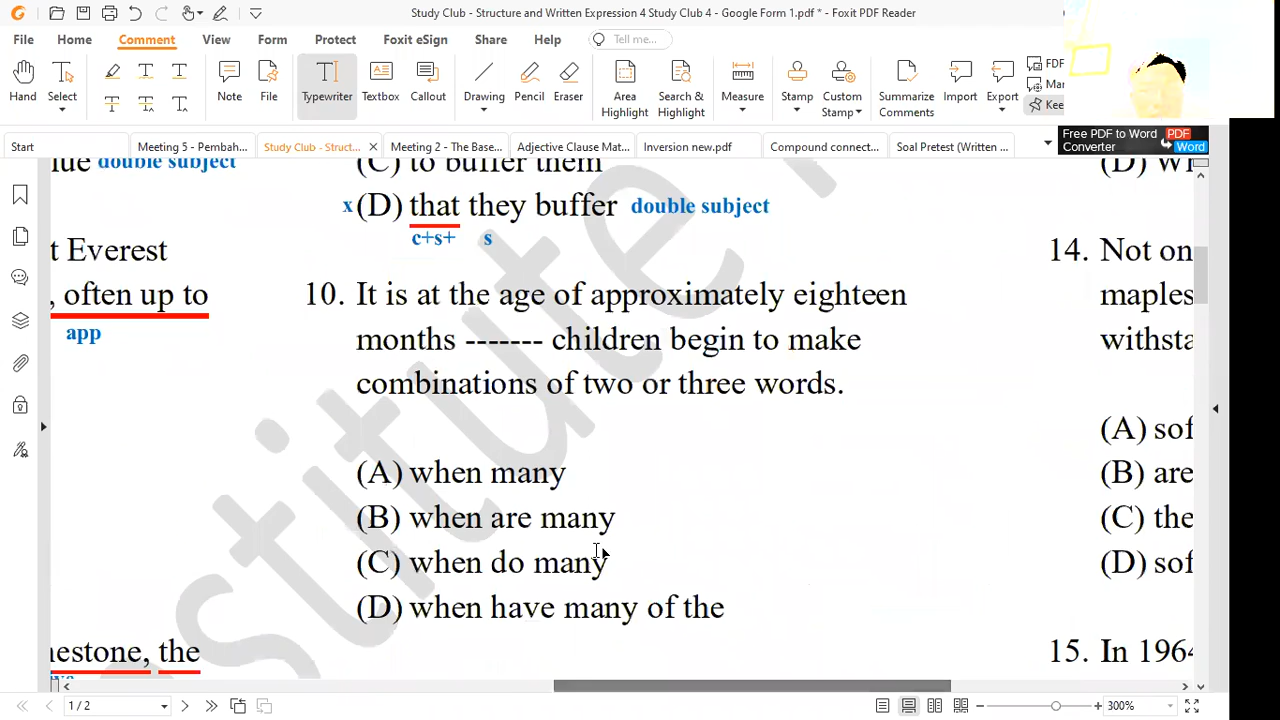 Study Club - Structure and Written Expression 4 Study Club 4 - Google Form 1.pdf * - Foxit PDF Reader
File Home Comment View Form Protect Foxit eSign Share Help Tell me...
Hand Select Note File Typewriter Textbox Callout Drawing Pencil Eraser Area Highlight Search & Highlight Measure Stamp Custom Stamp Summarize Comments Import Export FDF
Start Meeting 5 - Pembah... Study Club - Struct... Meeting 2 - The Base... Adjective Clause Mat... Inversion new.pdf Compound connect... Soal Pretest (Written ... Free PDF to Word Converter PDF Word
double subject
(C) to buffer them
x (D) that they buffer double subject
c+s+ s
t Everest
, often up to
app
10. It is at the age of approximately eighteen
months ------- children begin to make
combinations of two or three words.
(A) when many
(B) when are many
(C) when do many
(D) when have many of the
nestone, the
14. Not on
maples
withsta
(A) sof
(B) are
(C) the
(D) sof
15. In 1964
1 / 2
300%